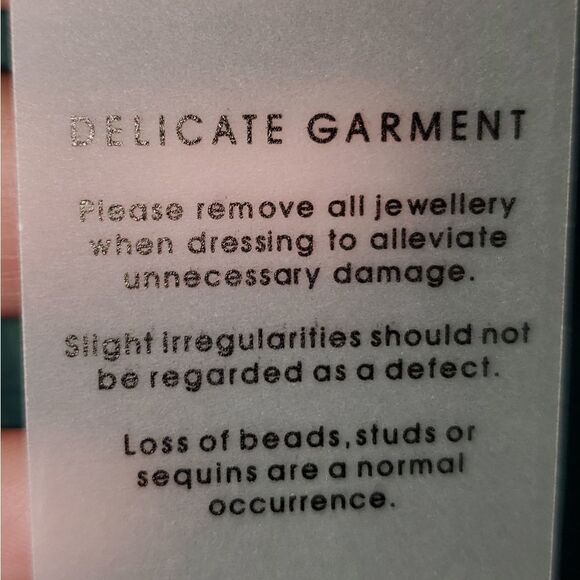 DELICATE GARMENT
Please remove all jewellery
when dressing to alleviate
unnecessary damage.
Slight irregularities should not
be regarded as a defect.
Loss of beads, studs or
sequins are a normal
occurrence.